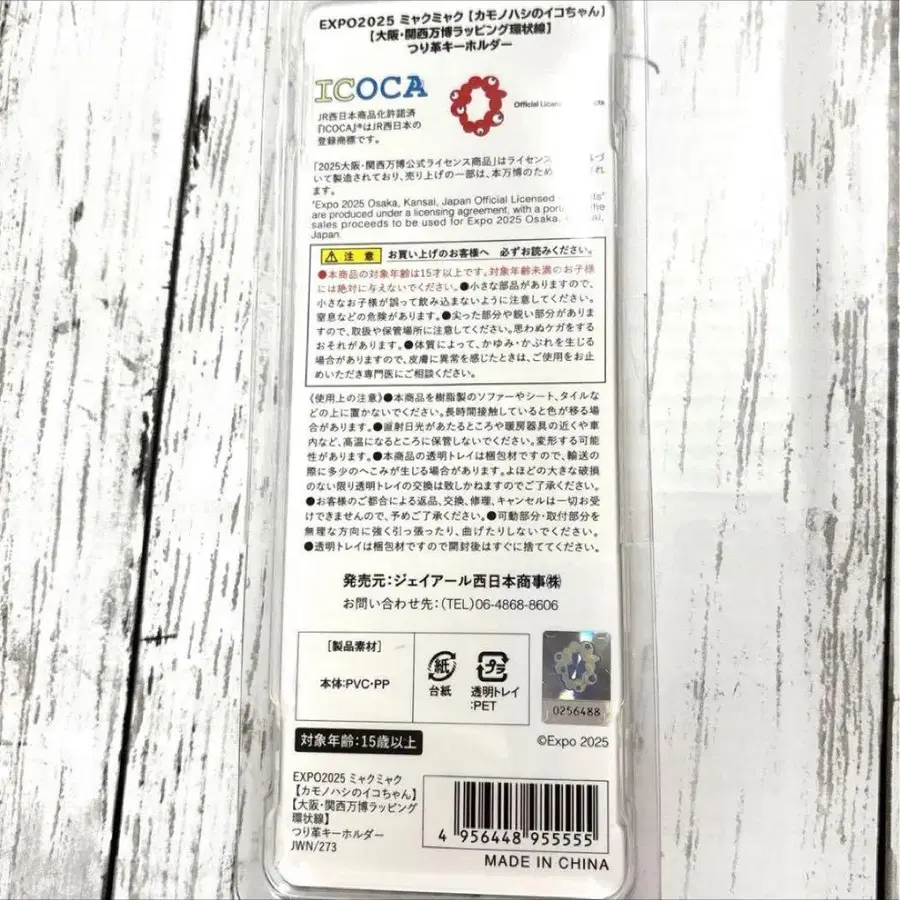 EXPO2025 ミャクミャク【カモノハシのイコちゃん】
【大阪・関西万博ラッピング環状線】
つり革キーホルダー
ICOCA
JR西日本商品化許諾済
『ICOCA』®はJR西日本の
登録商標です。
Official
「2025大阪・関西万博公式ライセンス商品」はライセンス
いて製造されており、売り上げの一部は、本万博のため
ます。
"Expo 2025 Osaka, Kansai, Japan Official Licensed
are produced under a licensing agreement, with a
sales proceeds to be used for Expo 2025 Osaka,
Japan.
注意 お買い上げのお客様へ 必ずお読みください。
●本商品の対象年齢は15才以上です。対象年齢未満のお子様
には絶対に与えないでください。●小さな部品がありますので、
小さなお子様が誤って飲み込まないように注意してください。
窒息などの危険があります。●尖った部分や鋭い部分があり
ますので、取扱や保管場所に注意してください。思わぬケガをする
おそれがあります。●体質によって、かゆみ・かぶれを生じる
場合がありますので、皮膚に異常を感じたときは、ご使用をお止
めいただき専門医にご相談ください。
《使用上の注意》●本商品を樹脂製のソファーやシート、タイルな
どの上に置かないでください。長時間接触していると色が移る場
合があります。●直射日光があたるところや暖房器具の近くや車
内など、高温になるところに保管しないでください。変形する可能
性があります。●本商品の透明トレイは梱包材ですので、輸送の
際に多少のへこみが生じる場合があります。よほどの大きな破損
のない限り透明トレイの交換は致しかねますのでご了承ください。
●お客様のご都合による返品、交換、修理、キャンセルは一切お受
けできませんので、予めご了承ください。●可動部分・取付部分を
無理な方向に強く引っ張ったり、曲げたりしないでください。
●透明トレイは梱包材ですので開封後はすぐに捨ててください。
発売元:ジェイアール西日本商事㈱
お問い合わせ先:(TEL)06-4868-8606
[製品素材]
本体:PVC・PP
紙
台紙
プラ
透明トレイ
:PET
0256488
©Expo 2025
対象年齢:15歳以上
EXPO2025 ミャクミャク
【カモノハシのイコちゃん】
【大阪・関西万博ラッピング
環状線】
つり革キーホルダー
JWN/273
4 956448 955555
MADE IN CHINA